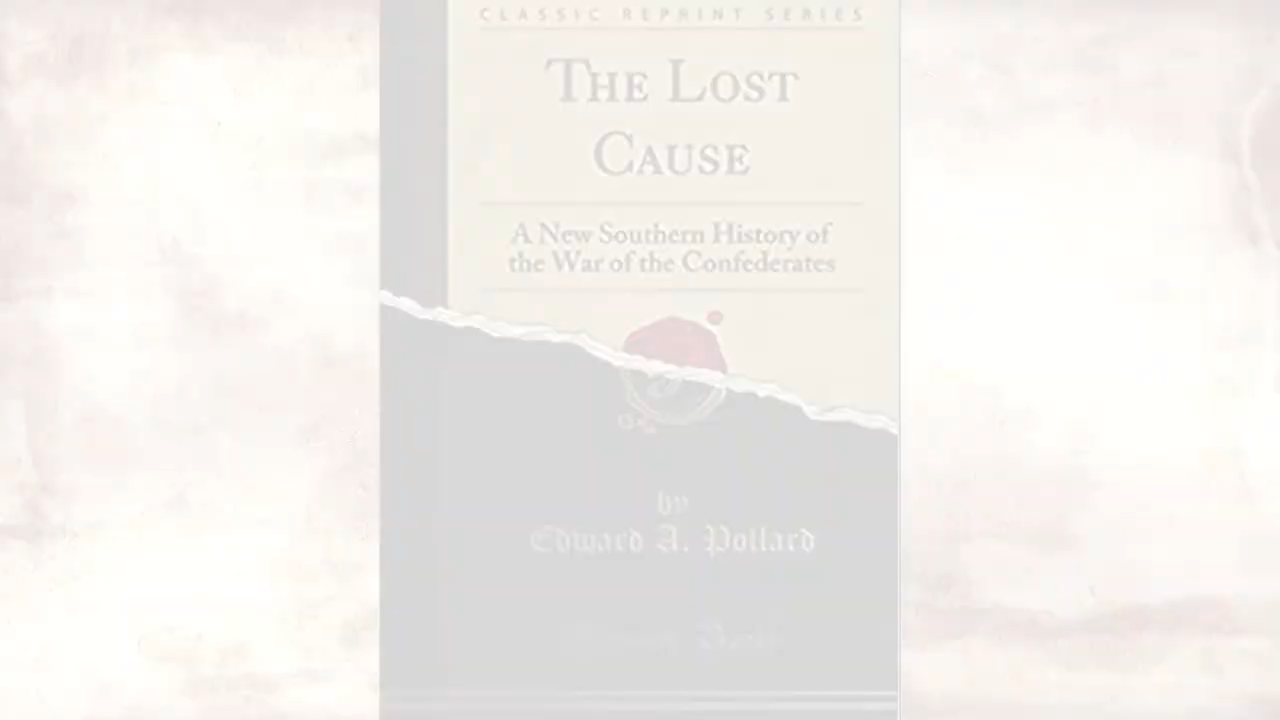 CLASSIC REPRINT SERIES
THE LOST
CAUSE
A New Southern History of
the War of the Confederates
by
Edward A. Pollard